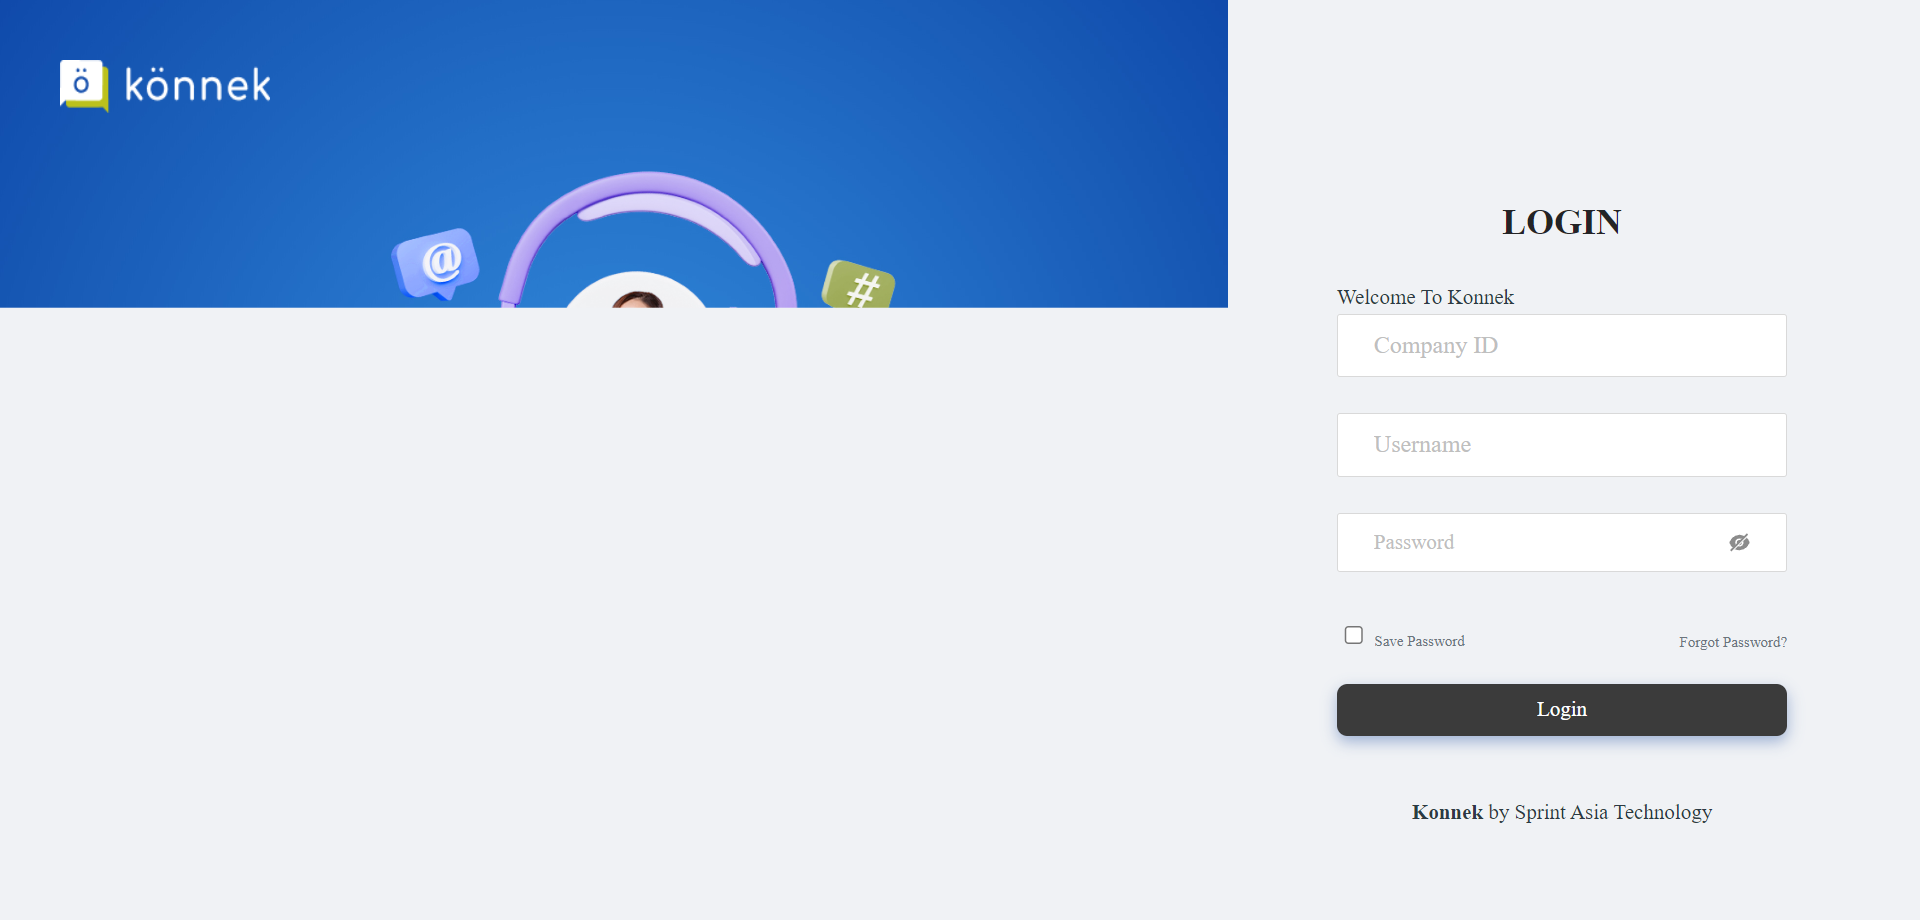 ö könnek
@
#
LOGIN
Welcome To Konnek
Company ID
Username
Password
Save Password
Forgot Password?
Login
Konnek by Sprint Asia Technology